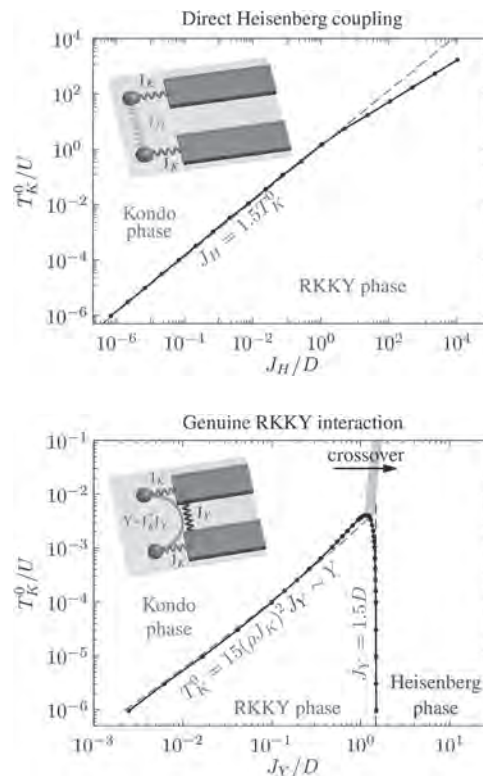 Direct Heisenberg coupling
10^4
10^2
10^0
10^-2
10^-4
10^-6
T_K^0/U
J_K
J_H
J_K
Kondo
phase
J_H = 1.5T_K^0
RKKY phase
10^-6 10^-4 10^-2 10^0 10^2 10^4
J_H/D
Genuine RKKY interaction
10^-1
10^-2
10^-3
10^-4
10^-5
10^-6
T_K^0/U
crossover
J_K
J_Y
J_K
Kondo
phase
T_K^0 = 15(ρJ_K)^2 J_Y ∼ Y
J_Y = 1.5D
RKKY phase
Heisenberg
phase
10^-3 10^-2 10^-1 10^0 10^1
J_Y/D